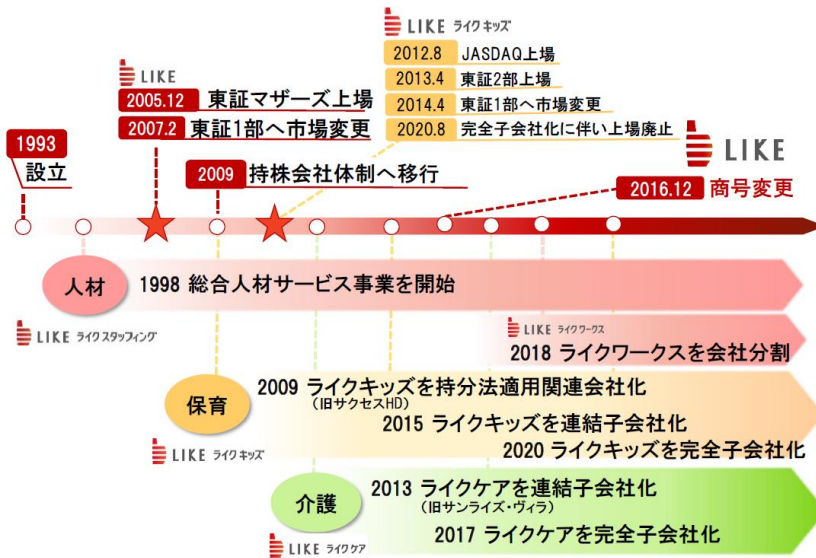 LIKE ライクキッズ
2012.8 JASDAQ上場
2013.4 東証2部上場
2014.4 東証1部へ市場変更
2020.8 完全子会社化に伴い上場廃止
LIKE
2005.12 東証マザーズ上場
2007.2 東証1部へ市場変更
1993
設立
2009 持株会社体制へ移行
LIKE
2016.12 商号変更
人材
1998 総合人材サービス事業を開始
LIKE ライクスタッフィング
LIKE ライクワークス
2018 ライクワークスを会社分割
保育
2009 ライクキッズを持分法適用関連会社化
(旧サクセスHD)
2015 ライクキッズを連結子会社化
2020 ライクキッズを完全子会社化
LIKE ライクキッズ
介護
2013 ライクケアを連結子会社化
(旧サンライズ・ヴィラ)
2017 ライクケアを完全子会社化
LIKE ライクケア